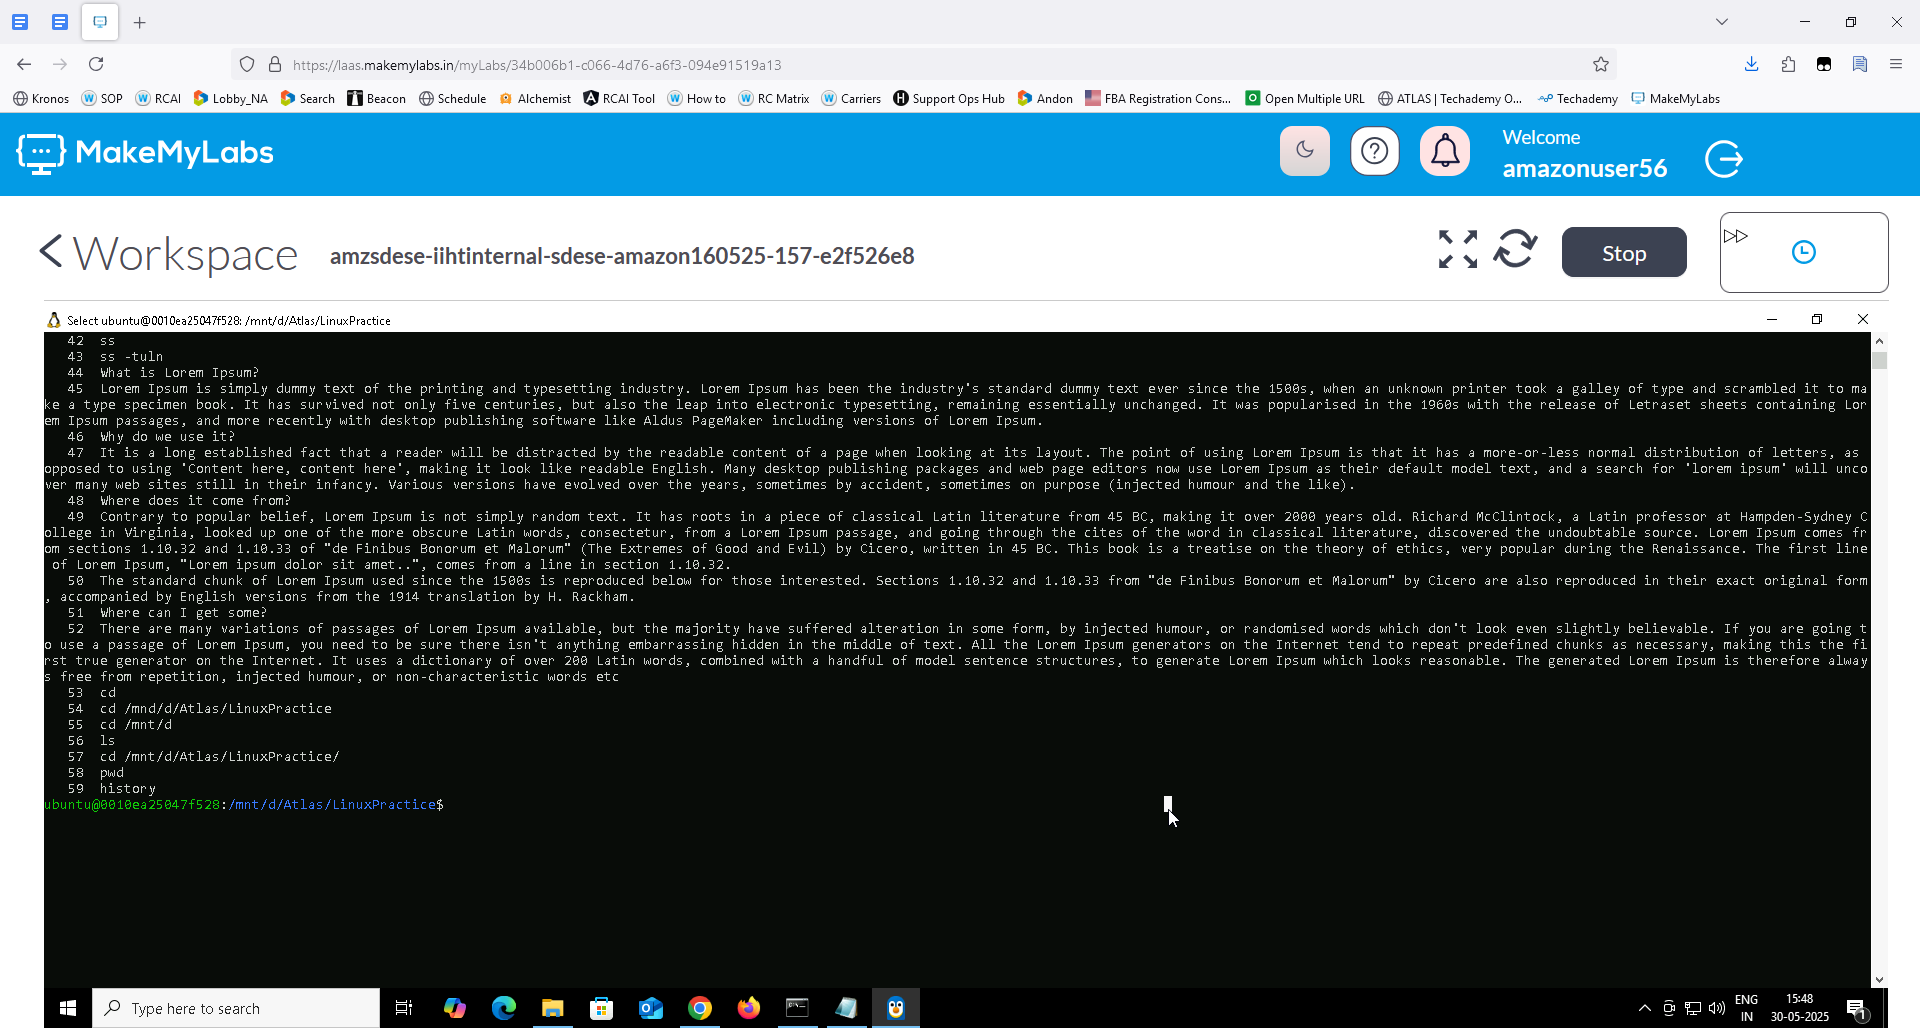 https://laas.makemylabs.in/myLabs/34b006b1-c066-4d76-a6f3-094e91519a13
Kronos SOP RCAI Lobby_NA Search Beacon Schedule Alchemist RCAI Tool How to RC Matrix Carriers Support Ops Hub Andon FBA Registration Cons... Open Multiple URL ATLAS | Techademy O... Techademy MakeMyLabs
MakeMyLabs
Welcome
amazonuser56
Workspace amzsdese-iihtinternal-sdese-amazon160525-157-e2f526e8
Stop
Select ubuntu@0010ea25047f528: /mnt/d/Atlas/LinuxPractice
42 ss
43 ss -tuln
44 What is Lorem Ipsum?
45 Lorem Ipsum is simply dummy text of the printing and typesetting industry. Lorem Ipsum has been the industry's standard dummy text ever since the 1500s, when an unknown printer took a galley of type and scrambled it to ma
ke a type specimen book. It has survived not only five centuries, but also the leap into electronic typesetting, remaining essentially unchanged. It was popularised in the 1960s with the release of Letraset sheets containing Lor
em Ipsum passages, and more recently with desktop publishing software like Aldus PageMaker including versions of Lorem Ipsum.
46 Why do we use it?
47 It is a long established fact that a reader will be distracted by the readable content of a page when looking at its layout. The point of using Lorem Ipsum is that it has a more-or-less normal distribution of letters, as
opposed to using 'Content here, content here', making it look like readable English. Many desktop publishing packages and web page editors now use Lorem Ipsum as their default model text, and a search for 'lorem ipsum' will unco
ver many web sites still in their infancy. Various versions have evolved over the years, sometimes by accident, sometimes on purpose (injected humour and the like).
48 Where does it come from?
49 Contrary to popular belief, Lorem Ipsum is not simply random text. It has roots in a piece of classical Latin literature from 45 BC, making it over 2000 years old. Richard McClintock, a Latin professor at Hampden-Sydney C
ollege in Virginia, looked up one of the more obscure Latin words, consectetur, from a Lorem Ipsum passage, and going through the cites of the word in classical literature, discovered the undoubtable source. Lorem Ipsum comes fr
om sections 1.10.32 and 1.10.33 of "de Finibus Bonorum et Malorum" (The Extremes of Good and Evil) by Cicero, written in 45 BC. This book is a treatise on the theory of ethics, very popular during the Renaissance. The first line
of Lorem Ipsum, "Lorem ipsum dolor sit amet..", comes from a line in section 1.10.32.
50 The standard chunk of Lorem Ipsum used since the 1500s is reproduced below for those interested. Sections 1.10.32 and 1.10.33 from "de Finibus Bonorum et Malorum" by Cicero are also reproduced in their exact original form
, accompanied by English versions from the 1914 translation by H. Rackham.
51 Where can I get some?
52 There are many variations of passages of Lorem Ipsum available, but the majority have suffered alteration in some form, by injected humour, or randomised words which don't look even slightly believable. If you are going t
o use a passage of Lorem Ipsum, you need to be sure there isn't anything embarrassing hidden in the middle of text. All the Lorem Ipsum generators on the Internet tend to repeat predefined chunks as necessary, making this the fi
rst true generator on the Internet. It uses a dictionary of over 200 Latin words, combined with a handful of model sentence structures, to generate Lorem Ipsum which looks reasonable. The generated Lorem Ipsum is therefore alway
s free from repetition, injected humour, or non-characteristic words etc
53 cd
54 cd /mnd/d/Atlas/LinuxPractice
55 cd /mnt/d
56 ls
57 cd /mnt/d/Atlas/LinuxPractice/
58 pwd
59 history
ubuntu@0010ea25047f528:/mnt/d/Atlas/LinuxPractice$
Type here to search
ENG
IN
15:48
30-05-2025
1